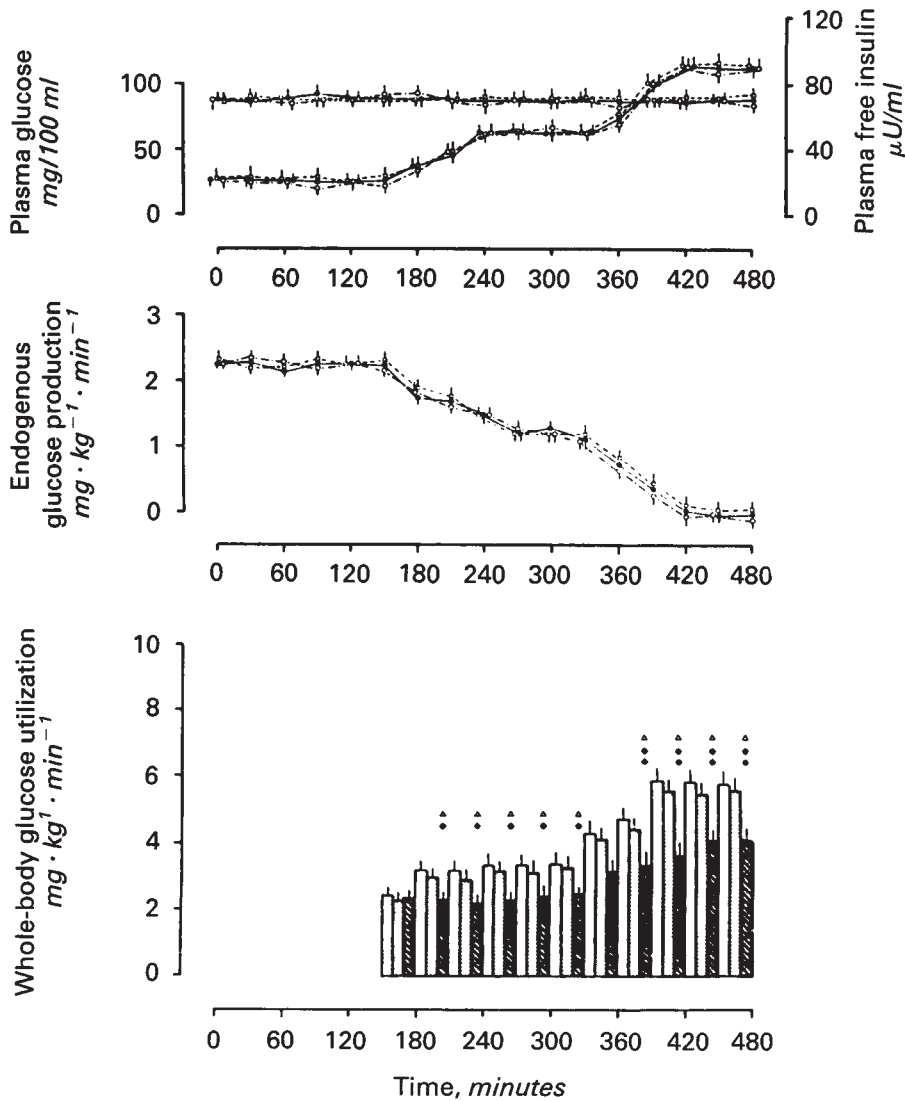 Plasma glucose
mg/100 ml
100
50
0
120
80
40
0
Plasma free insulin
μU/ml
0 60 120 180 240 300 360 420 480
Endogenous
glucose production
mg · kg⁻¹ · min⁻¹
3
2
1
0
0 60 120 180 240 300 360 420 480
Whole-body glucose utilization
mg · kg¹ · min⁻¹
10
8
6
4
2
0
0 60 120 180 240 300 360 420 480
Time, minutes